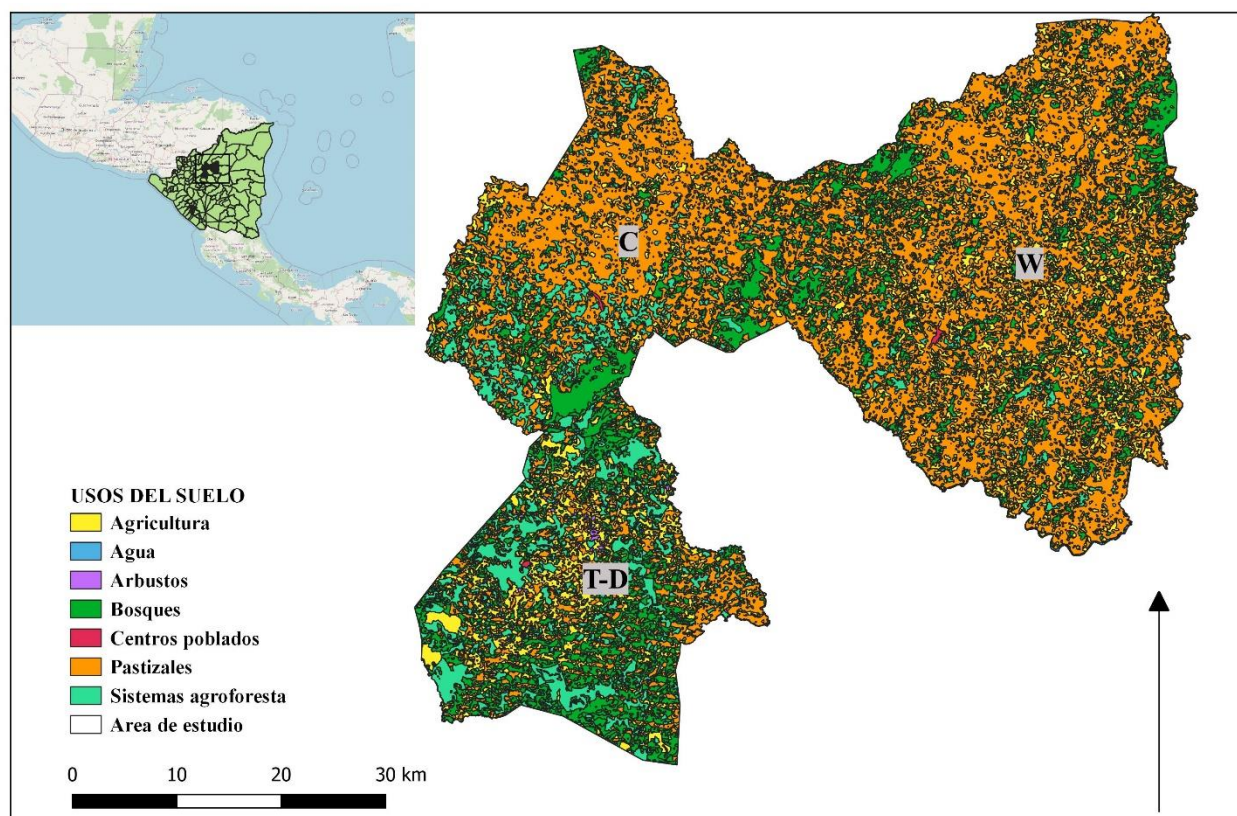 C
W
T-D
USOS DEL SUELO
Agricultura
Agua
Arbustos
Bosques
Centros poblados
Pastizales
Sistemas agroforesta
Area de estudio
0 10 20 30 km